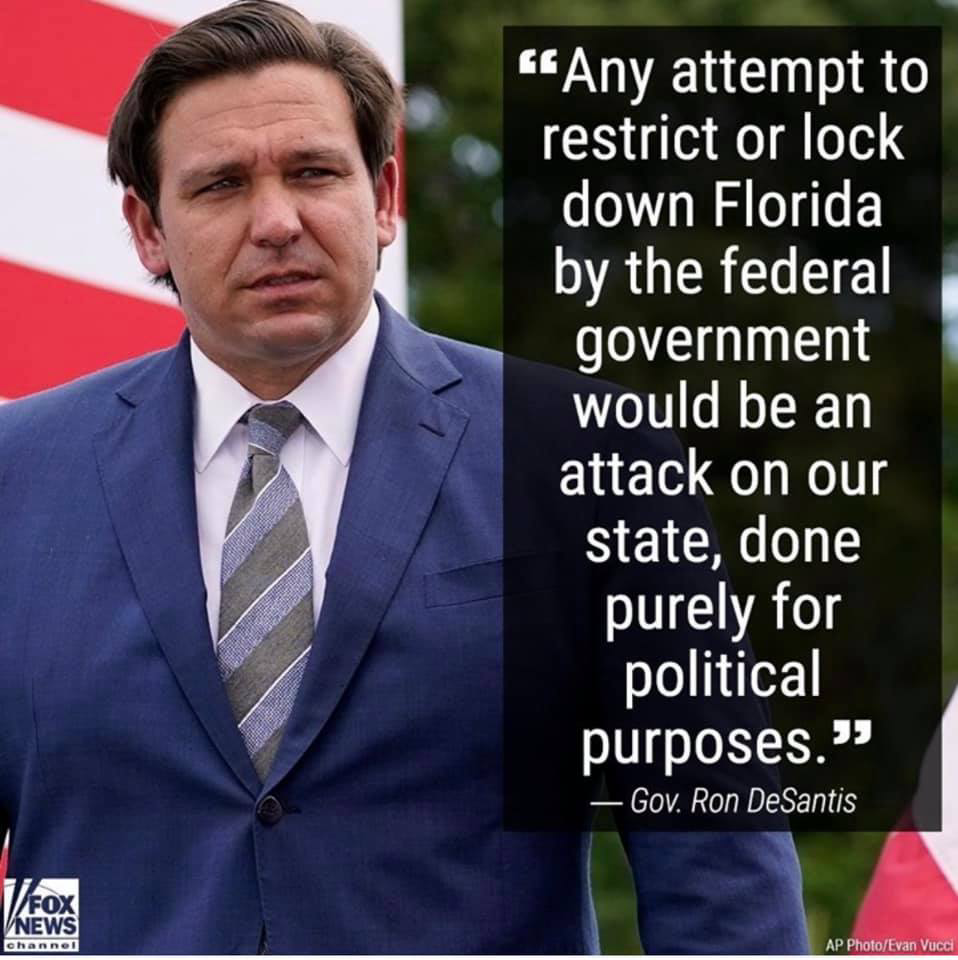 “Any attempt to
restrict or lock
down Florida
by the federal
government
would be an
attack on our
state, done
purely for
political
purposes.”
— Gov. Ron DeSantis
FOX
NEWS
channel
AP Photo/Evan Vucci